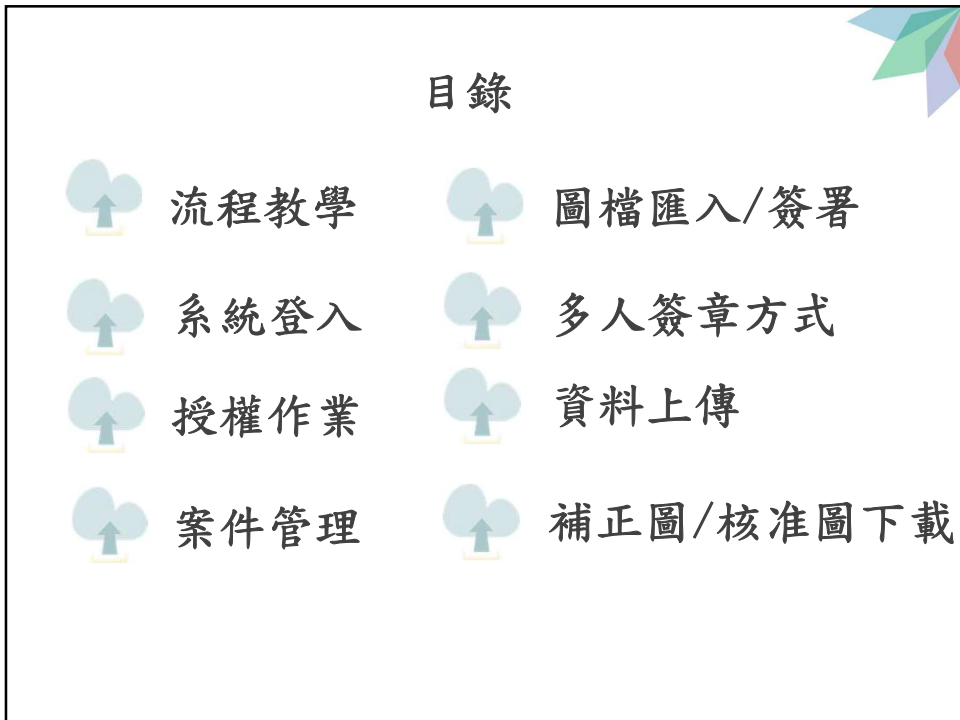 目錄
流程教學
系統登入
授權作業
案件管理
圖檔匯入/簽署
多人簽章方式
資料上傳
補正圖/核准圖下載